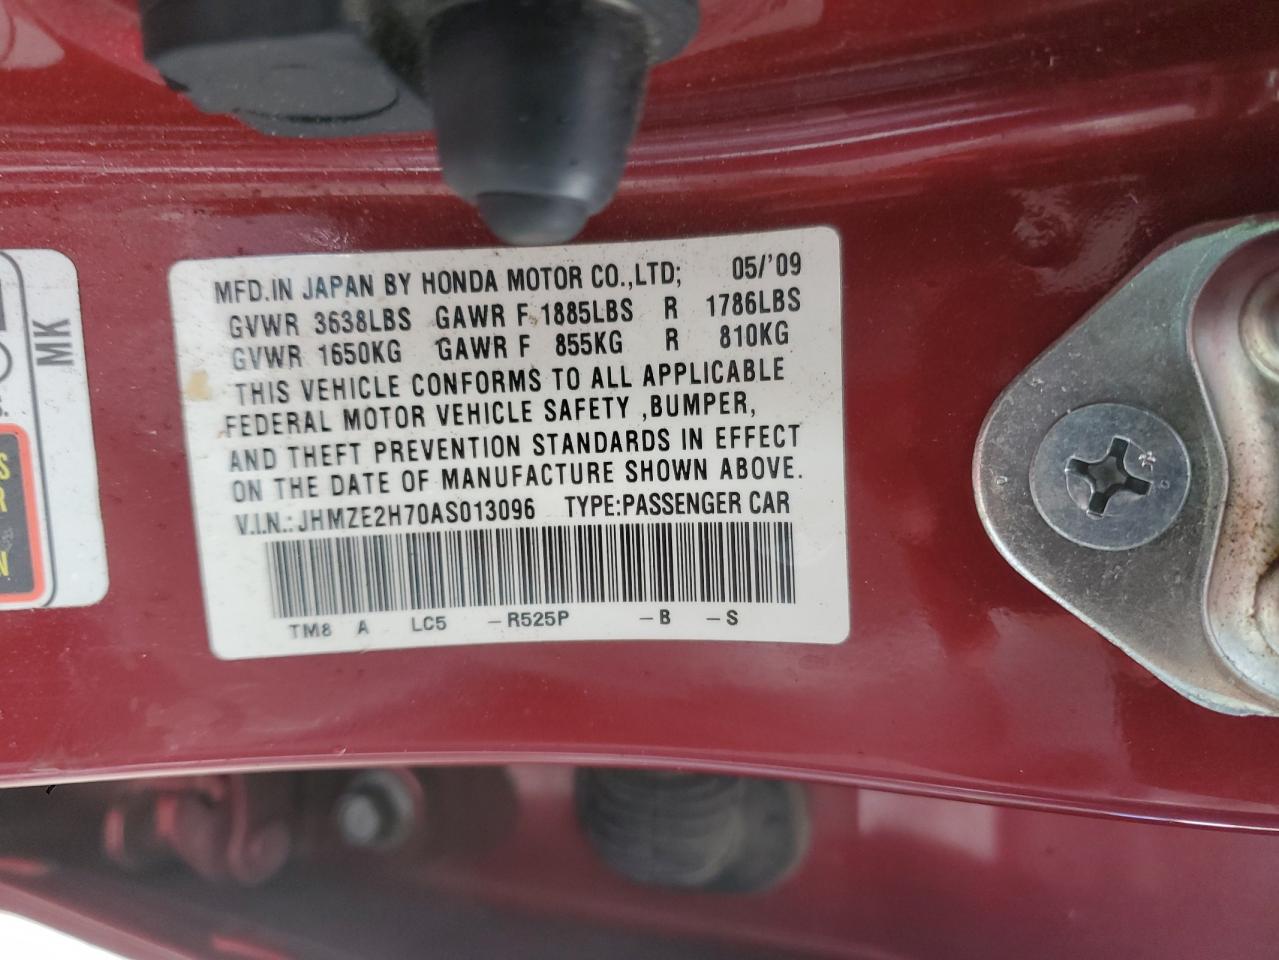 MFD.IN JAPAN BY HONDA MOTOR CO.,LTD; 05/'09
GVWR 3638LBS GAWR F 1885LBS R 1786LBS
GVWR 1650KG GAWR F 855KG R 810KG
THIS VEHICLE CONFORMS TO ALL APPLICABLE
FEDERAL MOTOR VEHICLE SAFETY ,BUMPER,
AND THEFT PREVENTION STANDARDS IN EFFECT
ON THE DATE OF MANUFACTURE SHOWN ABOVE.
V.I.N.: JHMZE2H70AS013096 TYPE:PASSENGER CAR
TM8 A LC5 -R525P -B -S
MK